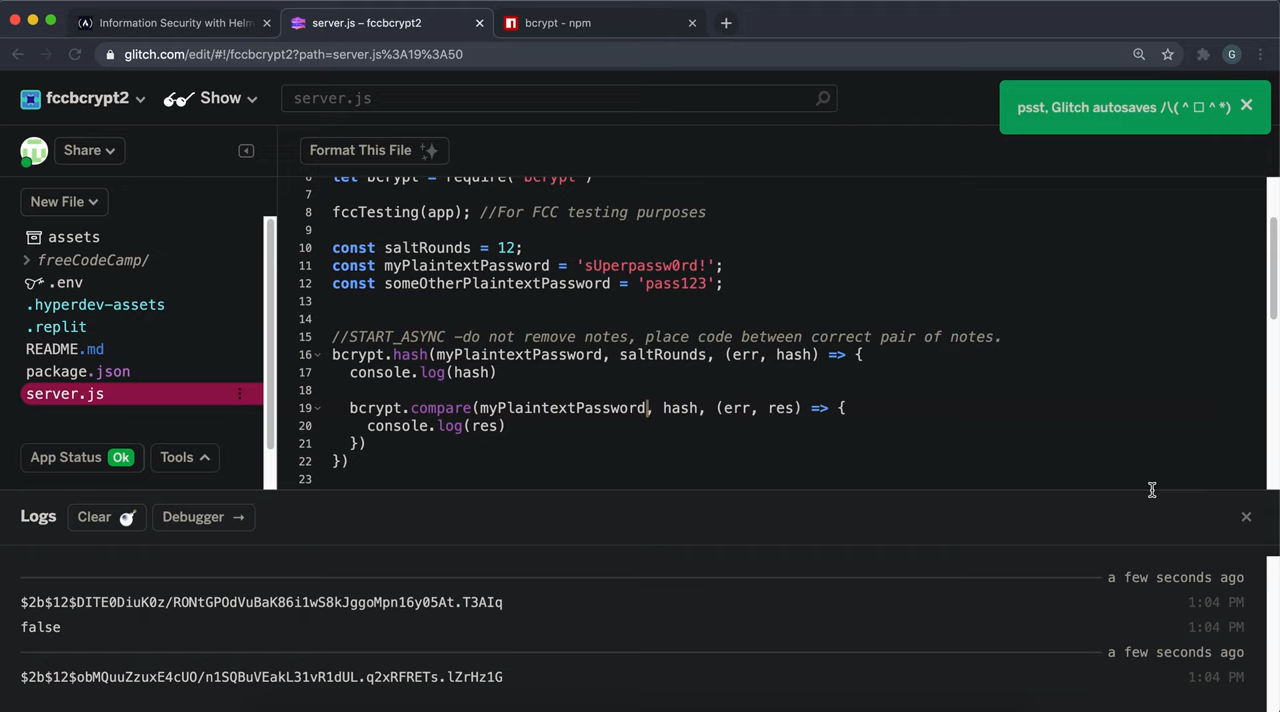 Information Security with Helm
server.js – fccbcrypt2
bcrypt - npm
glitch.com/edit/#!/fccbcrypt2?path=server.js%3A19%3A50
G
fccbcrypt2
Show
server.js
psst, Glitch autosaves /\( ^ □ ^ *)
Share
Format This File
New File
assets
freeCodeCamp/
.env
.hyperdev-assets
.replit
README.md
package.json
server.js
App Status Ok
Tools
6 let bcrypt = require('bcrypt')
7
8 fccTesting(app); //For FCC testing purposes
9
10 const saltRounds = 12;
11 const myPlaintextPassword = 'sUperpassw0rd!';
12 const someOtherPlaintextPassword = 'pass123';
13
14
15 //START_ASYNC –do not remove notes, place code between correct pair of notes.
16 bcrypt.hash(myPlaintextPassword, saltRounds, (err, hash) => {
17 console.log(hash)
18
19 bcrypt.compare(myPlaintextPassword, hash, (err, res) => {
20 console.log(res)
21 })
22 })
23
Logs
Clear
Debugger →
a few seconds ago
$2b$12$DITE0DiuK0z/RONtGPOdVuBaK86i1wS8kJggoMpn16y05At.T3AIq 1:04 PM
false 1:04 PM
a few seconds ago
$2b$12$obMQuuZzuxE4cUO/n1SQBuVEakL31vR1dUL.q2xRFRETs.lZrHz1G 1:04 PM